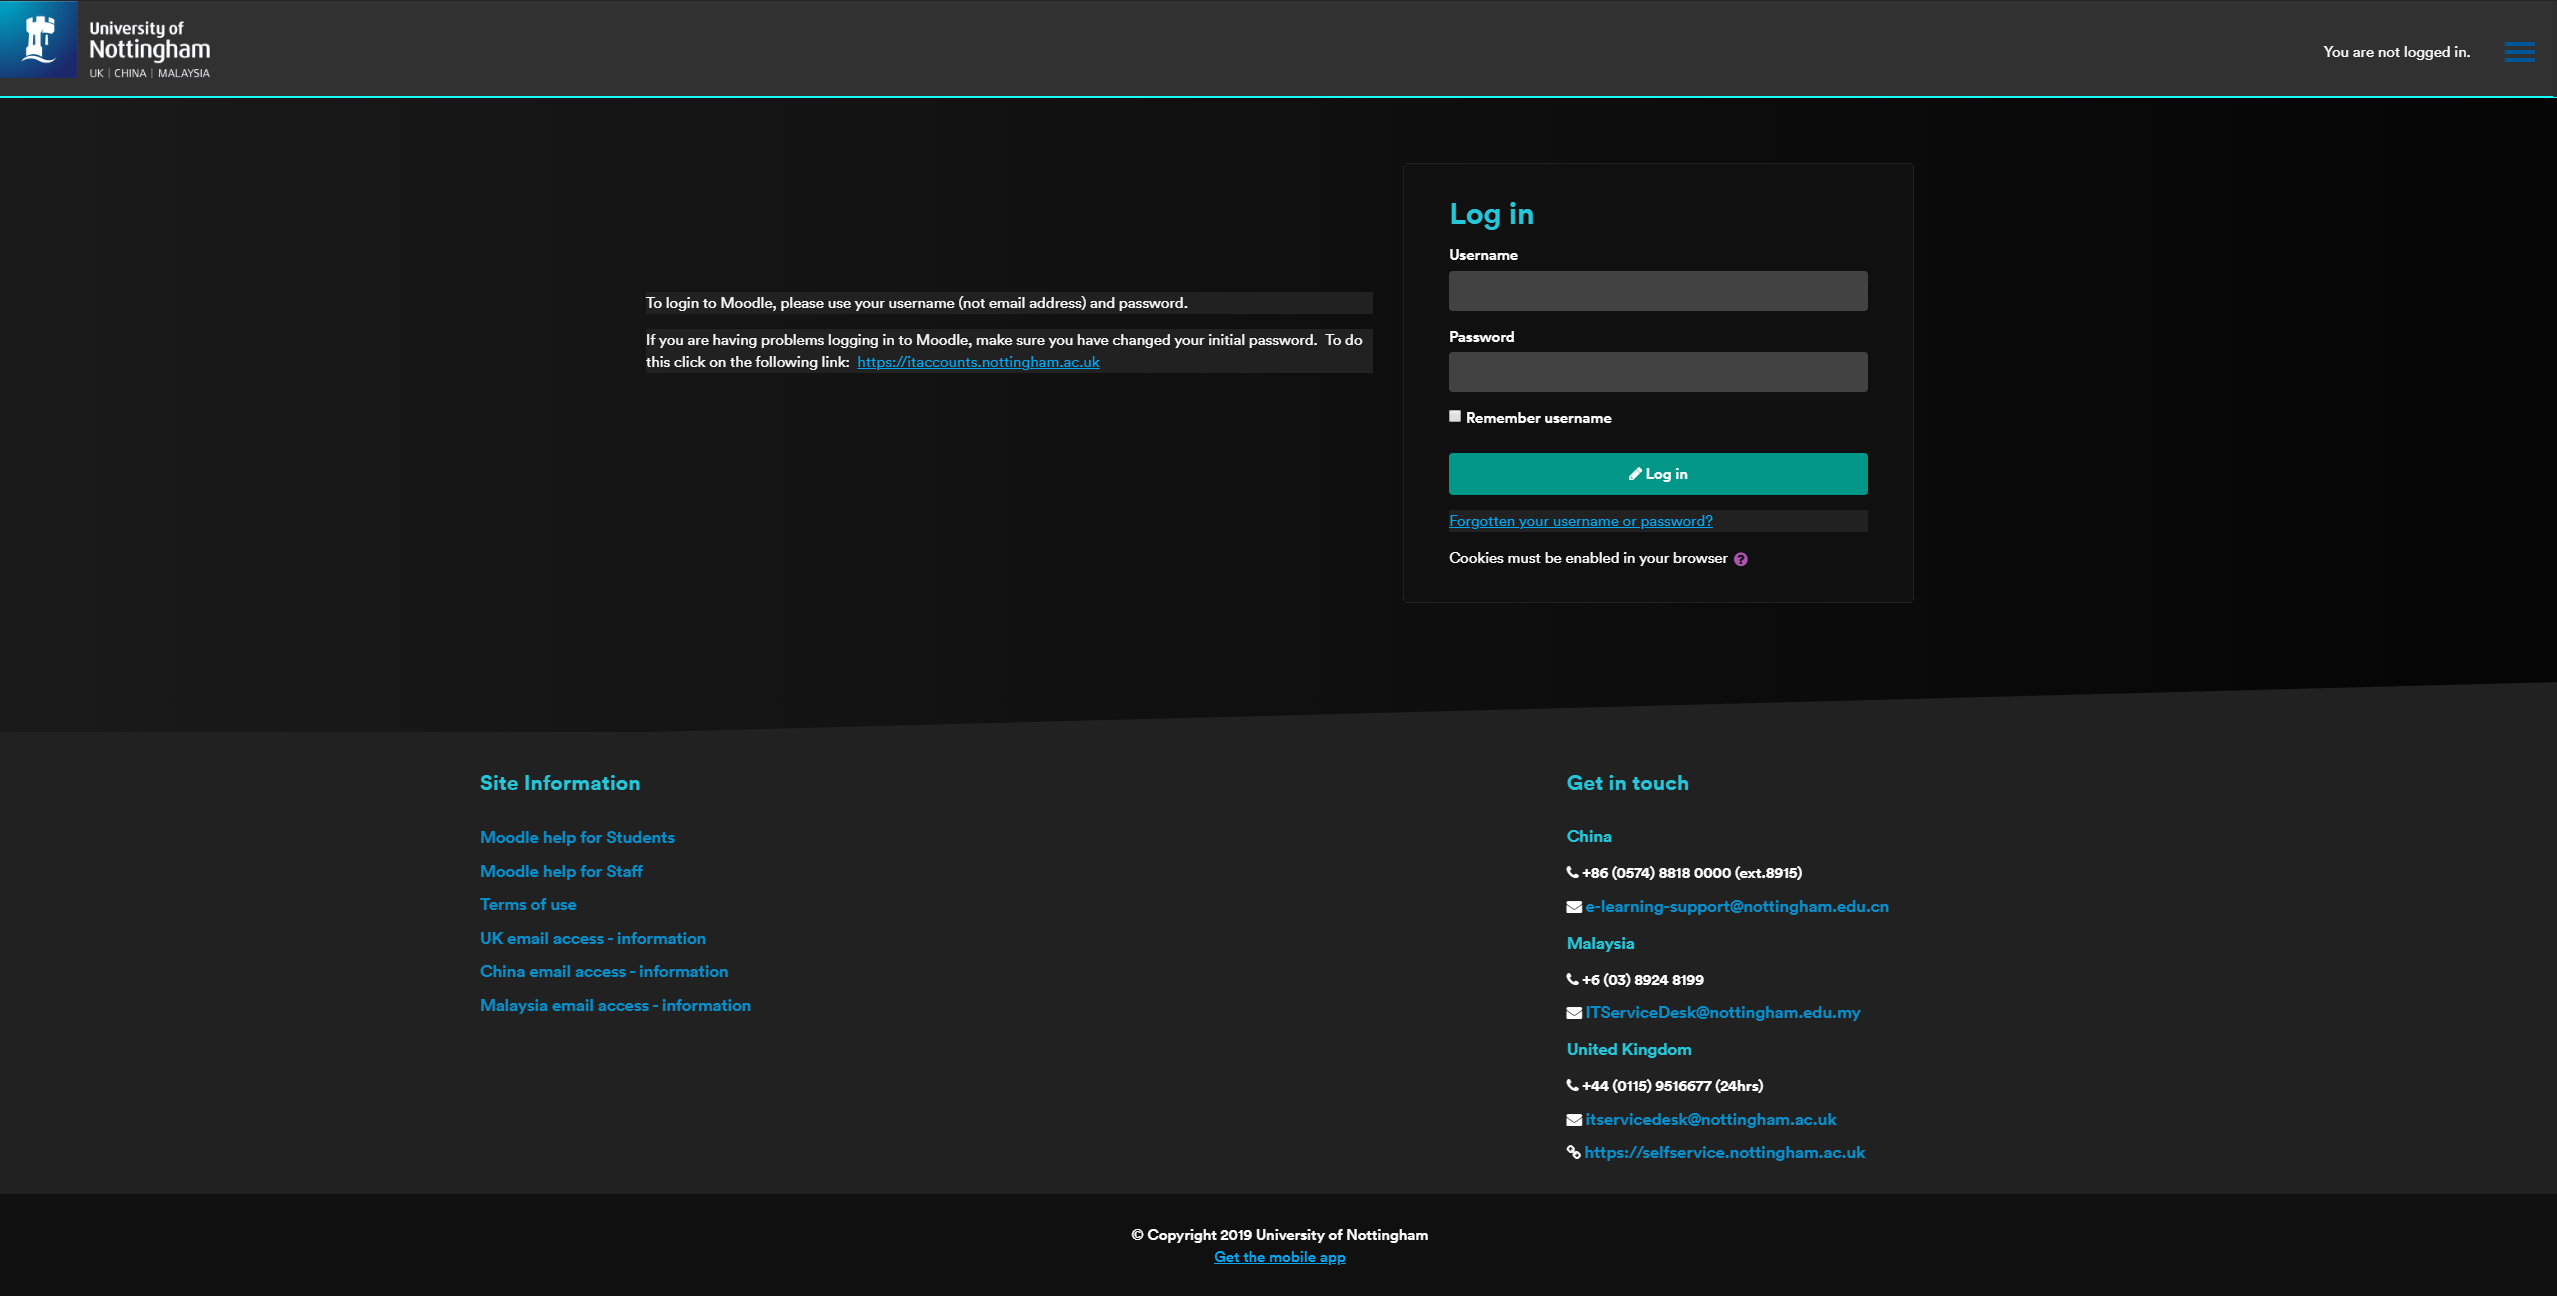 University of
Nottingham
UK | CHINA | MALAYSIA
You are not logged in.
To login to Moodle, please use your username (not email address) and password.
If you are having problems logging in to Moodle, make sure you have changed your initial password.  To do
this click on the following link:  https://itaccounts.nottingham.ac.uk
Log in
Username
Password
Remember username
Log in
Forgotten your username or password?
Cookies must be enabled in your browser
Site Information
Moodle help for Students
Moodle help for Staff
Terms of use
UK email access - information
China email access - information
Malaysia email access - information
Get in touch
China
+86 (0574) 8818 0000 (ext.8915)
e-learning-support@nottingham.edu.cn
Malaysia
+6 (03) 8924 8199
ITServiceDesk@nottingham.edu.my
United Kingdom
+44 (0115) 9516677 (24hrs)
itservicedesk@nottingham.ac.uk
https://selfservice.nottingham.ac.uk
© Copyright 2019 University of Nottingham
Get the mobile app